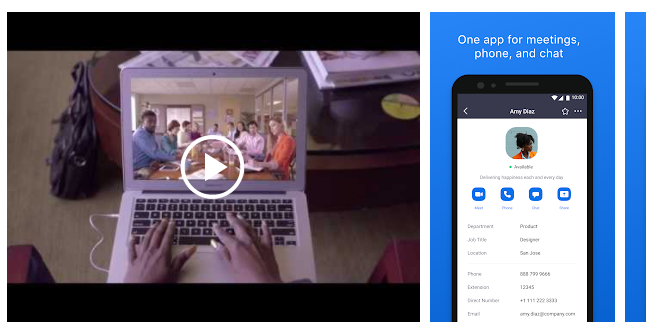 One app for meetings,
phone, and chat
10:00
Amy Diaz
Available
Delivering happiness each and every day
Meet Phone Chat Share
Department Product
Job Title Designer
Location San Jose
Phone 888 799 9666
Extension 12345
Direct Number +1 111 222 3333
Email amy.diaz@company.com